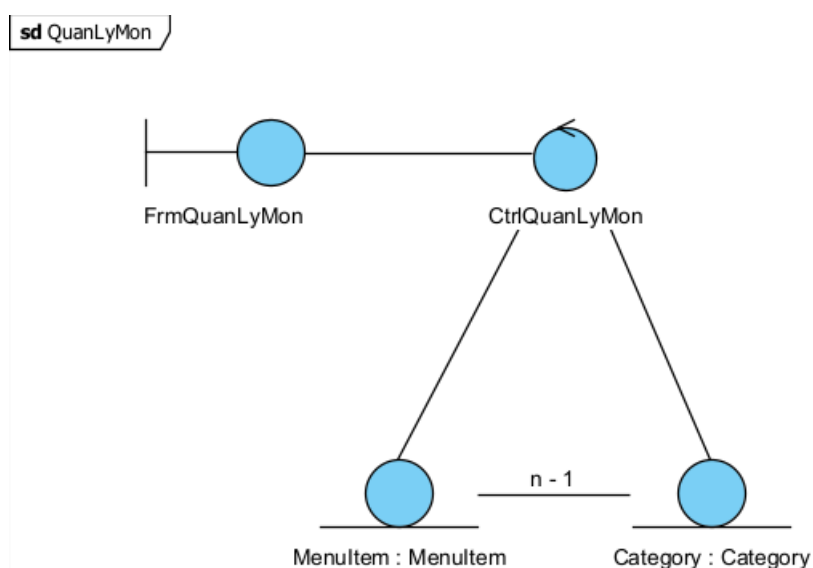 sd QuanLyMon
FrmQuanLyMon
CtrlQuanLyMon
n - 1
MenuItem : MenuItem
Category : Category